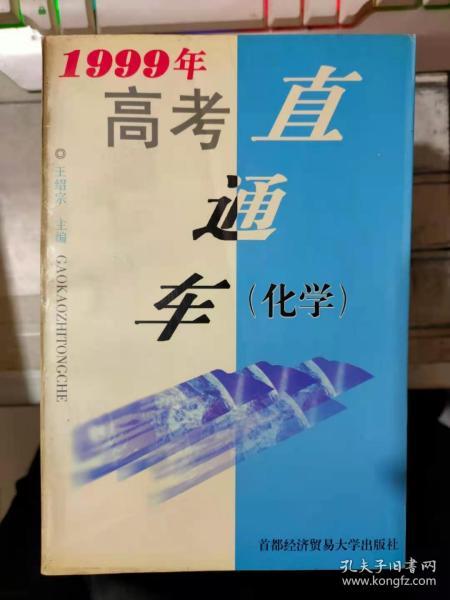 1999年
高考
直
通
车
(化学)
◎王绍宗 主编 GAOKAOZHITONGCHE
首都经济贸易大学出版社
孔夫子旧书网
www.kongfz.com